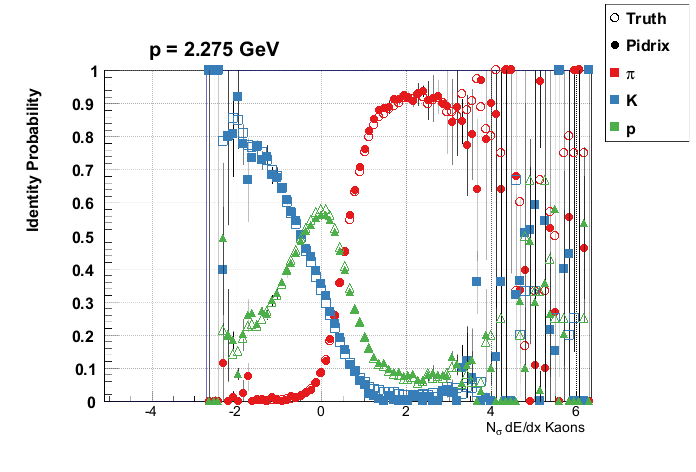 p = 2.275 GeV
Truth
Pidrix
π
K
p
Identity Probability
1
0.9
0.8
0.7
0.6
0.5
0.4
0.3
0.2
0.1
0
-4 -2 0 2 4 6
Nσ dE/dx Kaons